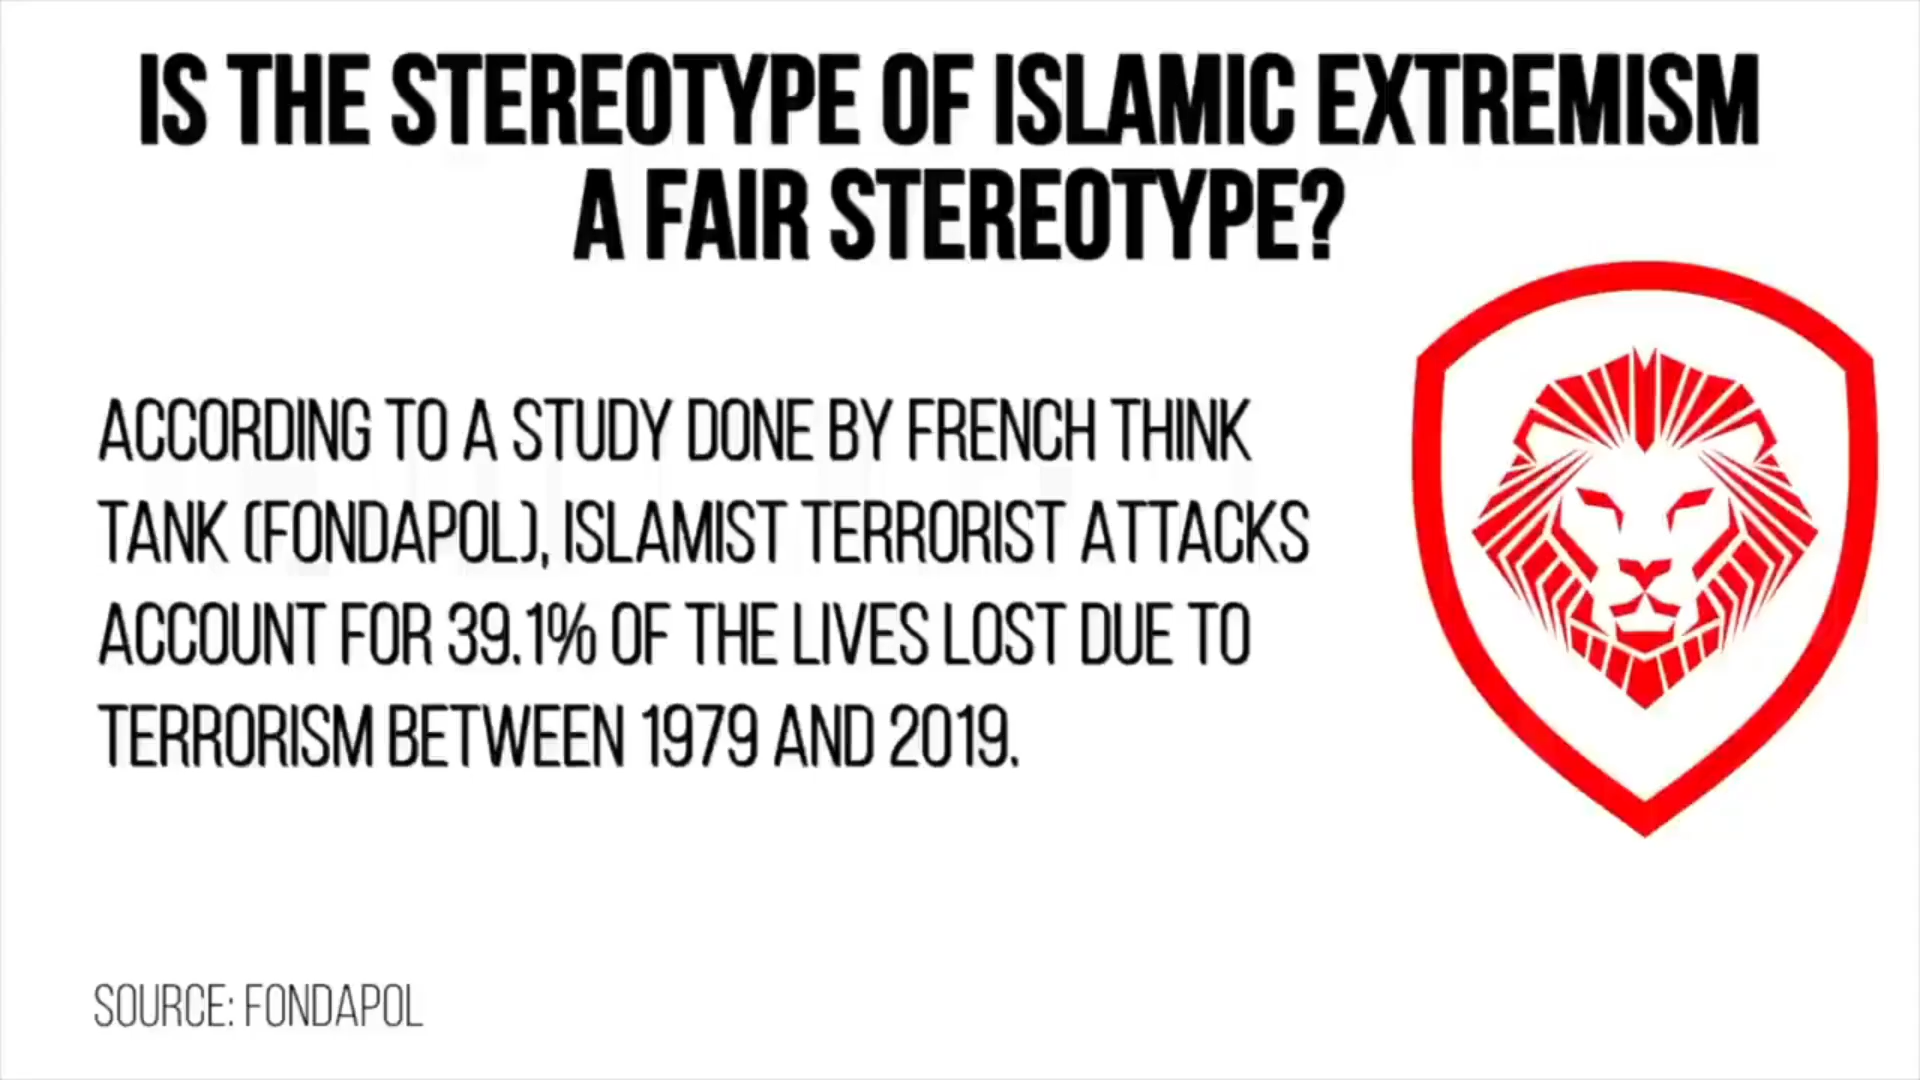 IS THE STEREOTYPE OF ISLAMIC EXTREMISM
A FAIR STEREOTYPE?
ACCORDING TO A STUDY DONE BY FRENCH THINK
TANK (FONDAPOL), ISLAMIST TERRORIST ATTACKS
ACCOUNT FOR 39.1% OF THE LIVES LOST DUE TO
TERRORISM BETWEEN 1979 AND 2019.
SOURCE: FONDAPOL